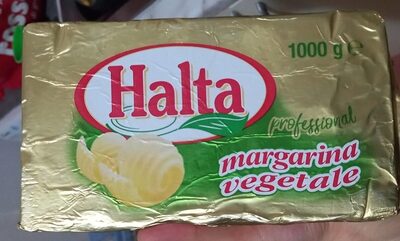 1000 g ℮
Halta
professional
margarina
vegetale